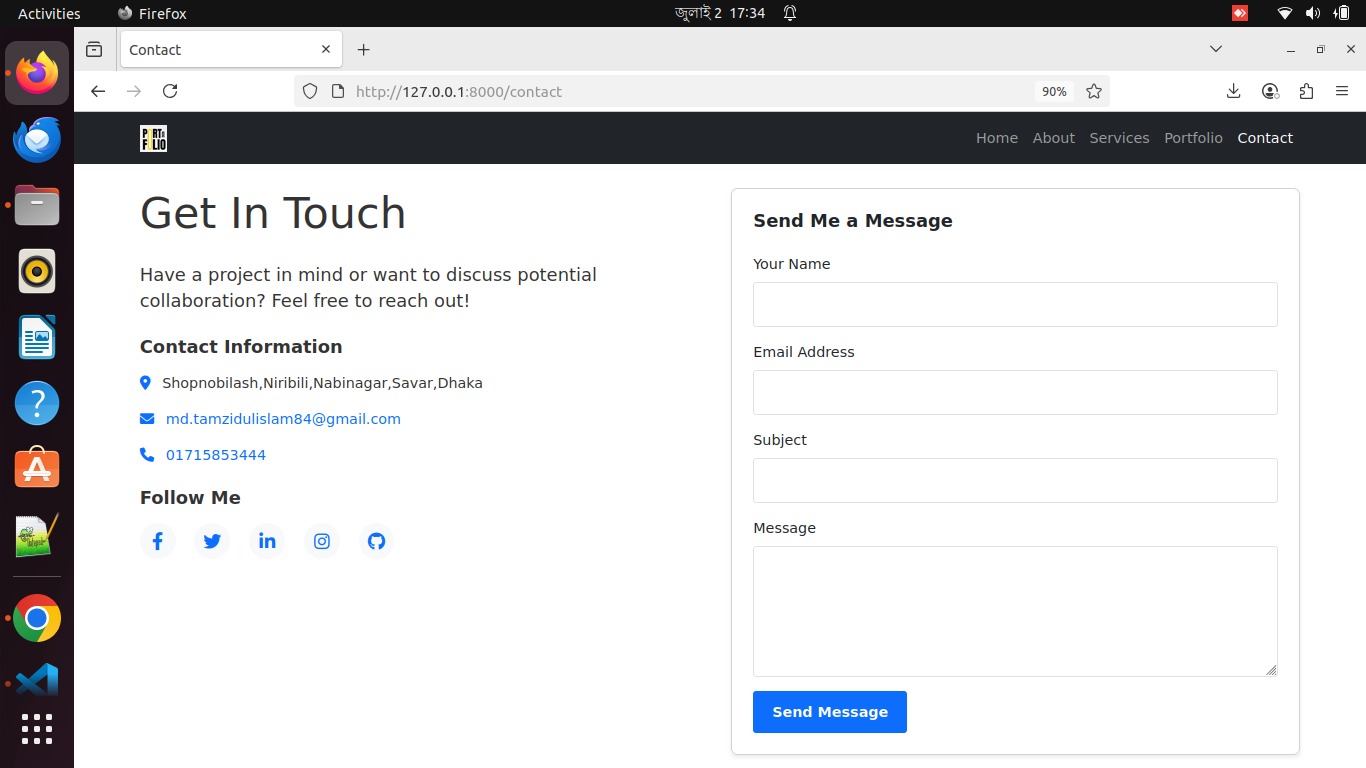 Activities
Firefox
জুলাই 2 17:34
Contact
http://127.0.0.1:8000/contact
90%
PORT
FOLIO
Home About Services Portfolio Contact
Get In Touch
Have a project in mind or want to discuss potential
collaboration? Feel free to reach out!
Contact Information
Shopnobilash,Niribili,Nabinagar,Savar,Dhaka
md.tamzidulislam84@gmail.com
01715853444
Follow Me
Send Me a Message
Your Name
Email Address
Subject
Message
Send Message